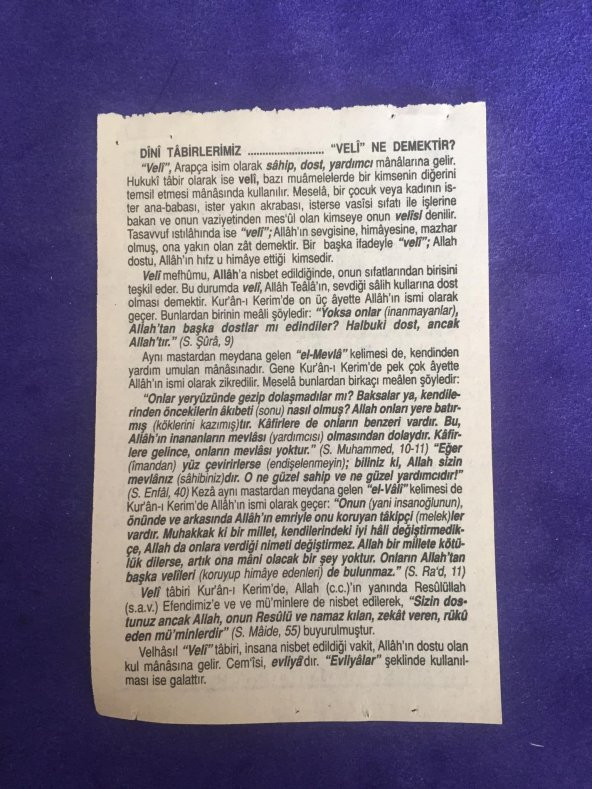 DİNÎ TÂBİRLERİMİZ .......................... “VELΔ NE DEMEKTİR?
“Velî”, Arapça isim olarak sâhip, dost, yardımcı mânâlarına gelir.
Hukukî tâbir olarak ise veli, bazı muâmelelerde bir kimsenin diğerini
temsil etmesi mânâsında kullanılır. Meselâ, bir çocuk veya kadının is-
ter ana-babası, ister yakın akrabası, isterse vasîsi sıfatı ile işlerine
bakan ve onun vaziyetinden mes'ûl olan kimseye onun velîsi denilir.
Tasavvuf ıstılâhında ise “velî”; Allâh'ın sevgisine, himâyesine, mazhar
olmuş, ona yakın olan zât demektir. Bir başka ifadeyle “velî”; Allah
dostu, Allâh'ın hıfz u himâye ettiği kimsedir.
Velî mefhûmu, Allâh'a nisbet edildiğinde, onun sıfatlarından birisini
teşkil eder. Bu durumda velî, Allâh Teâlâ'ın, sevdiği sâlih kullarına dost
olması demektir. Kur'ân-ı Kerim'de on üç âyette Allâh'ın ismi olarak
geçer. Bunlardan birinin meâli şöyledir: “Yoksa onlar (inanmayanlar),
Allah'tan başka dostlar mı edindiler? Halbuki dost, ancak
Allah'tır.” (S. Şûrâ, 9)
Aynı mastardan meydana gelen “el-Mevlâ” kelimesi de, kendinden
yardım umulan mânâsınadır. Gene Kur'ân-ı Kerim'de pek çok âyette
Allâh'ın ismi olarak zikredilir. Meselâ bunlardan birkaçı meâlen şöyledir:
“Onlar yeryüzünde gezip dolaşmadılar mı? Baksalar ya, kendile-
rinden öncekilerin âkıbeti (sonu) nasıl olmuş? Allah onları yere batır-
mış (köklerini kazımış)tır. Kâfirlere de onların benzeri vardır. Bu,
Allâh'ın inananların mevlâsı (yardımcısı) olmasından dolaydır. Kâfir-
lere gelince, onların mevlâsı yoktur.” (S. Muhammed, 10-11) “Eğer
(îmandan) yüz çevirirlerse (endişelenmeyin); biliniz ki, Allah sizin
mevlânız (sâhibiniz)dır. O ne güzel sahip ve ne güzel yardımcıdır!”
(S. Enfâl, 40) Kezâ aynı mastardan meydana gelen “el-Vâlî” kelimesi de
Kur'ân-ı Kerim'de Allâh'ın ismi olarak geçer: “Onun (yani insanoğlunun),
önünde ve arkasında Allâh'ın emriyle onu koruyan tâkipçi (melek)ler
vardır. Muhakkak ki bir millet, kendilerindeki iyi hâli değiştirmedik-
çe, Allah da onlara verdiği nimeti değiştirmez. Allah bir millete kötü-
lük dilerse, artık ona mâni olacak bir şey yoktur. Onların Allah'tan
başka velîleri (koruyup himâye edenleri) de bulunmaz.” (S. Ra'd, 11)
Velî tâbiri Kur'ân-ı Kerim'de, Allah (c.c.)'ın yanında Resûlüllah
(s.a.v.) Efendimiz'e ve ve mü'minlere de nisbet edilerek, “Sizin dos-
tunuz ancak Allah, onun Resûlü ve namaz kılan, zekât veren, rükû
eden mü'minlerdir” (S. Mâide, 55) buyurulmuştur.
Velhâsıl “Velî” tâbiri, insana nisbet edildiği vakit, Allâh'ın dostu olan
kul mânâsına gelir. Cem'îsi, evliyâ'dır. “Evliyâlar” şeklinde kullanıl-
ması ise galattır.